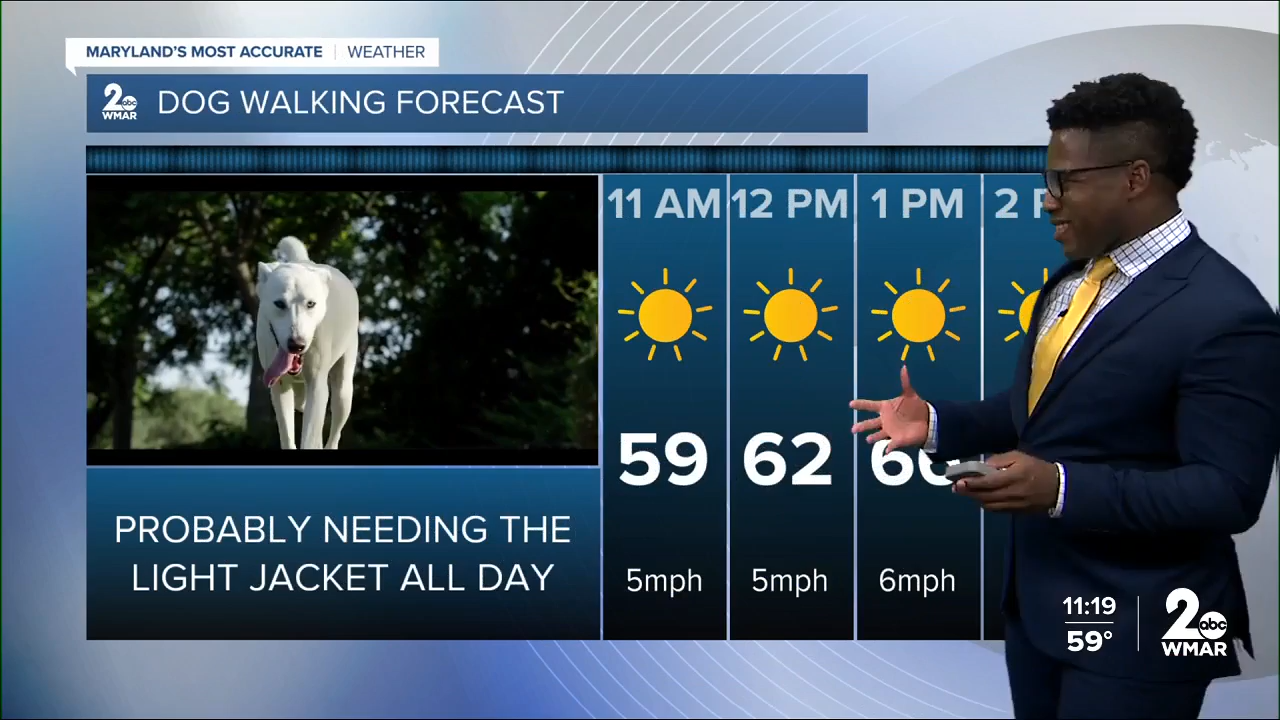 MARYLAND'S MOST ACCURATE | WEATHER
2 abc WMAR DOG WALKING FORECAST
11 AM 12 PM 1 PM 2 P
59 62
PROBABLY NEEDING THE
LIGHT JACKET ALL DAY
5mph 5mph 6mph
11:19
59°
2 abc
WMAR